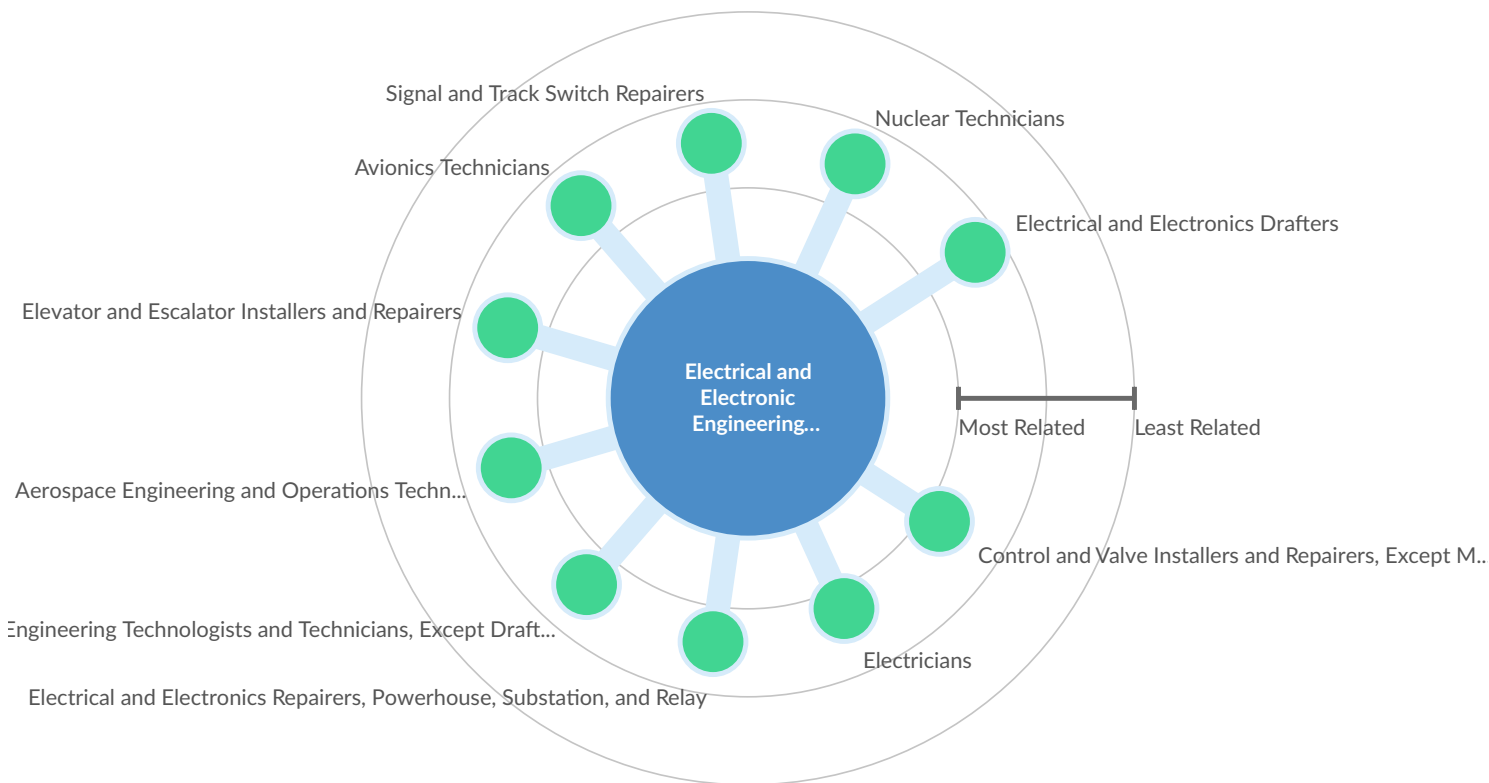 Signal and Track Switch Repairers
Nuclear Technicians
Avionics Technicians
Electrical and Electronics Drafters
Elevator and Escalator Installers and Repairers
Electrical and
Electronic
Engineering...
Most Related
Least Related
Aerospace Engineering and Operations Techn...
Control and Valve Installers and Repairers, Except M...
Engineering Technologists and Technicians, Except Draft...
Electricians
Electrical and Electronics Repairers, Powerhouse, Substation, and Relay